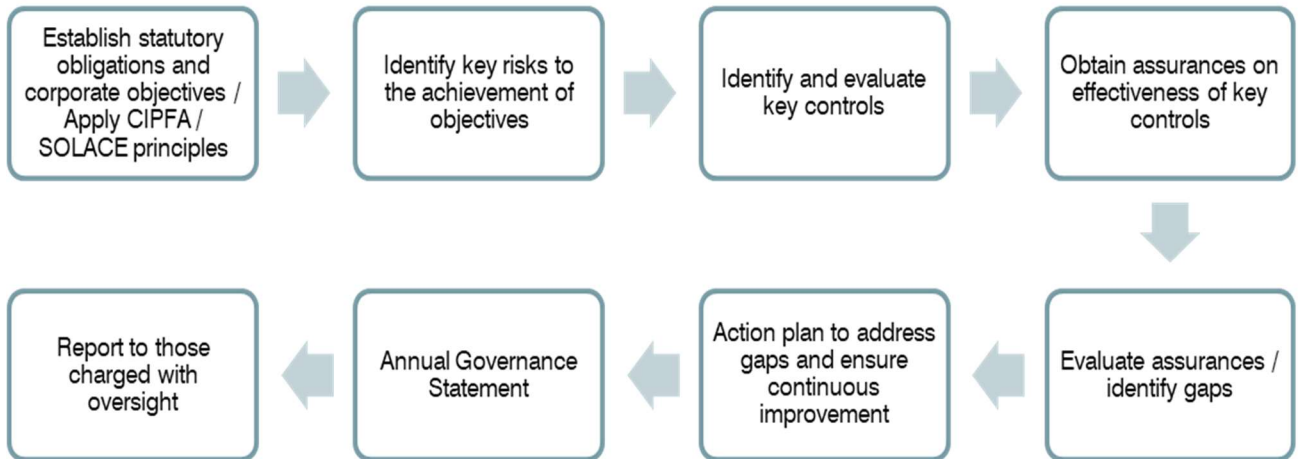 Establish statutory
obligations and
corporate objectives /
Apply CIPFA /
SOLACE principles
Identify key risks to
the achievement of
objectives
Identify and evaluate
key controls
Obtain assurances on
effectiveness of key
controls
Evaluate assurances /
identify gaps
Action plan to address
gaps and ensure
continuous
improvement
Annual Governance
Statement
Report to those
charged with
oversight